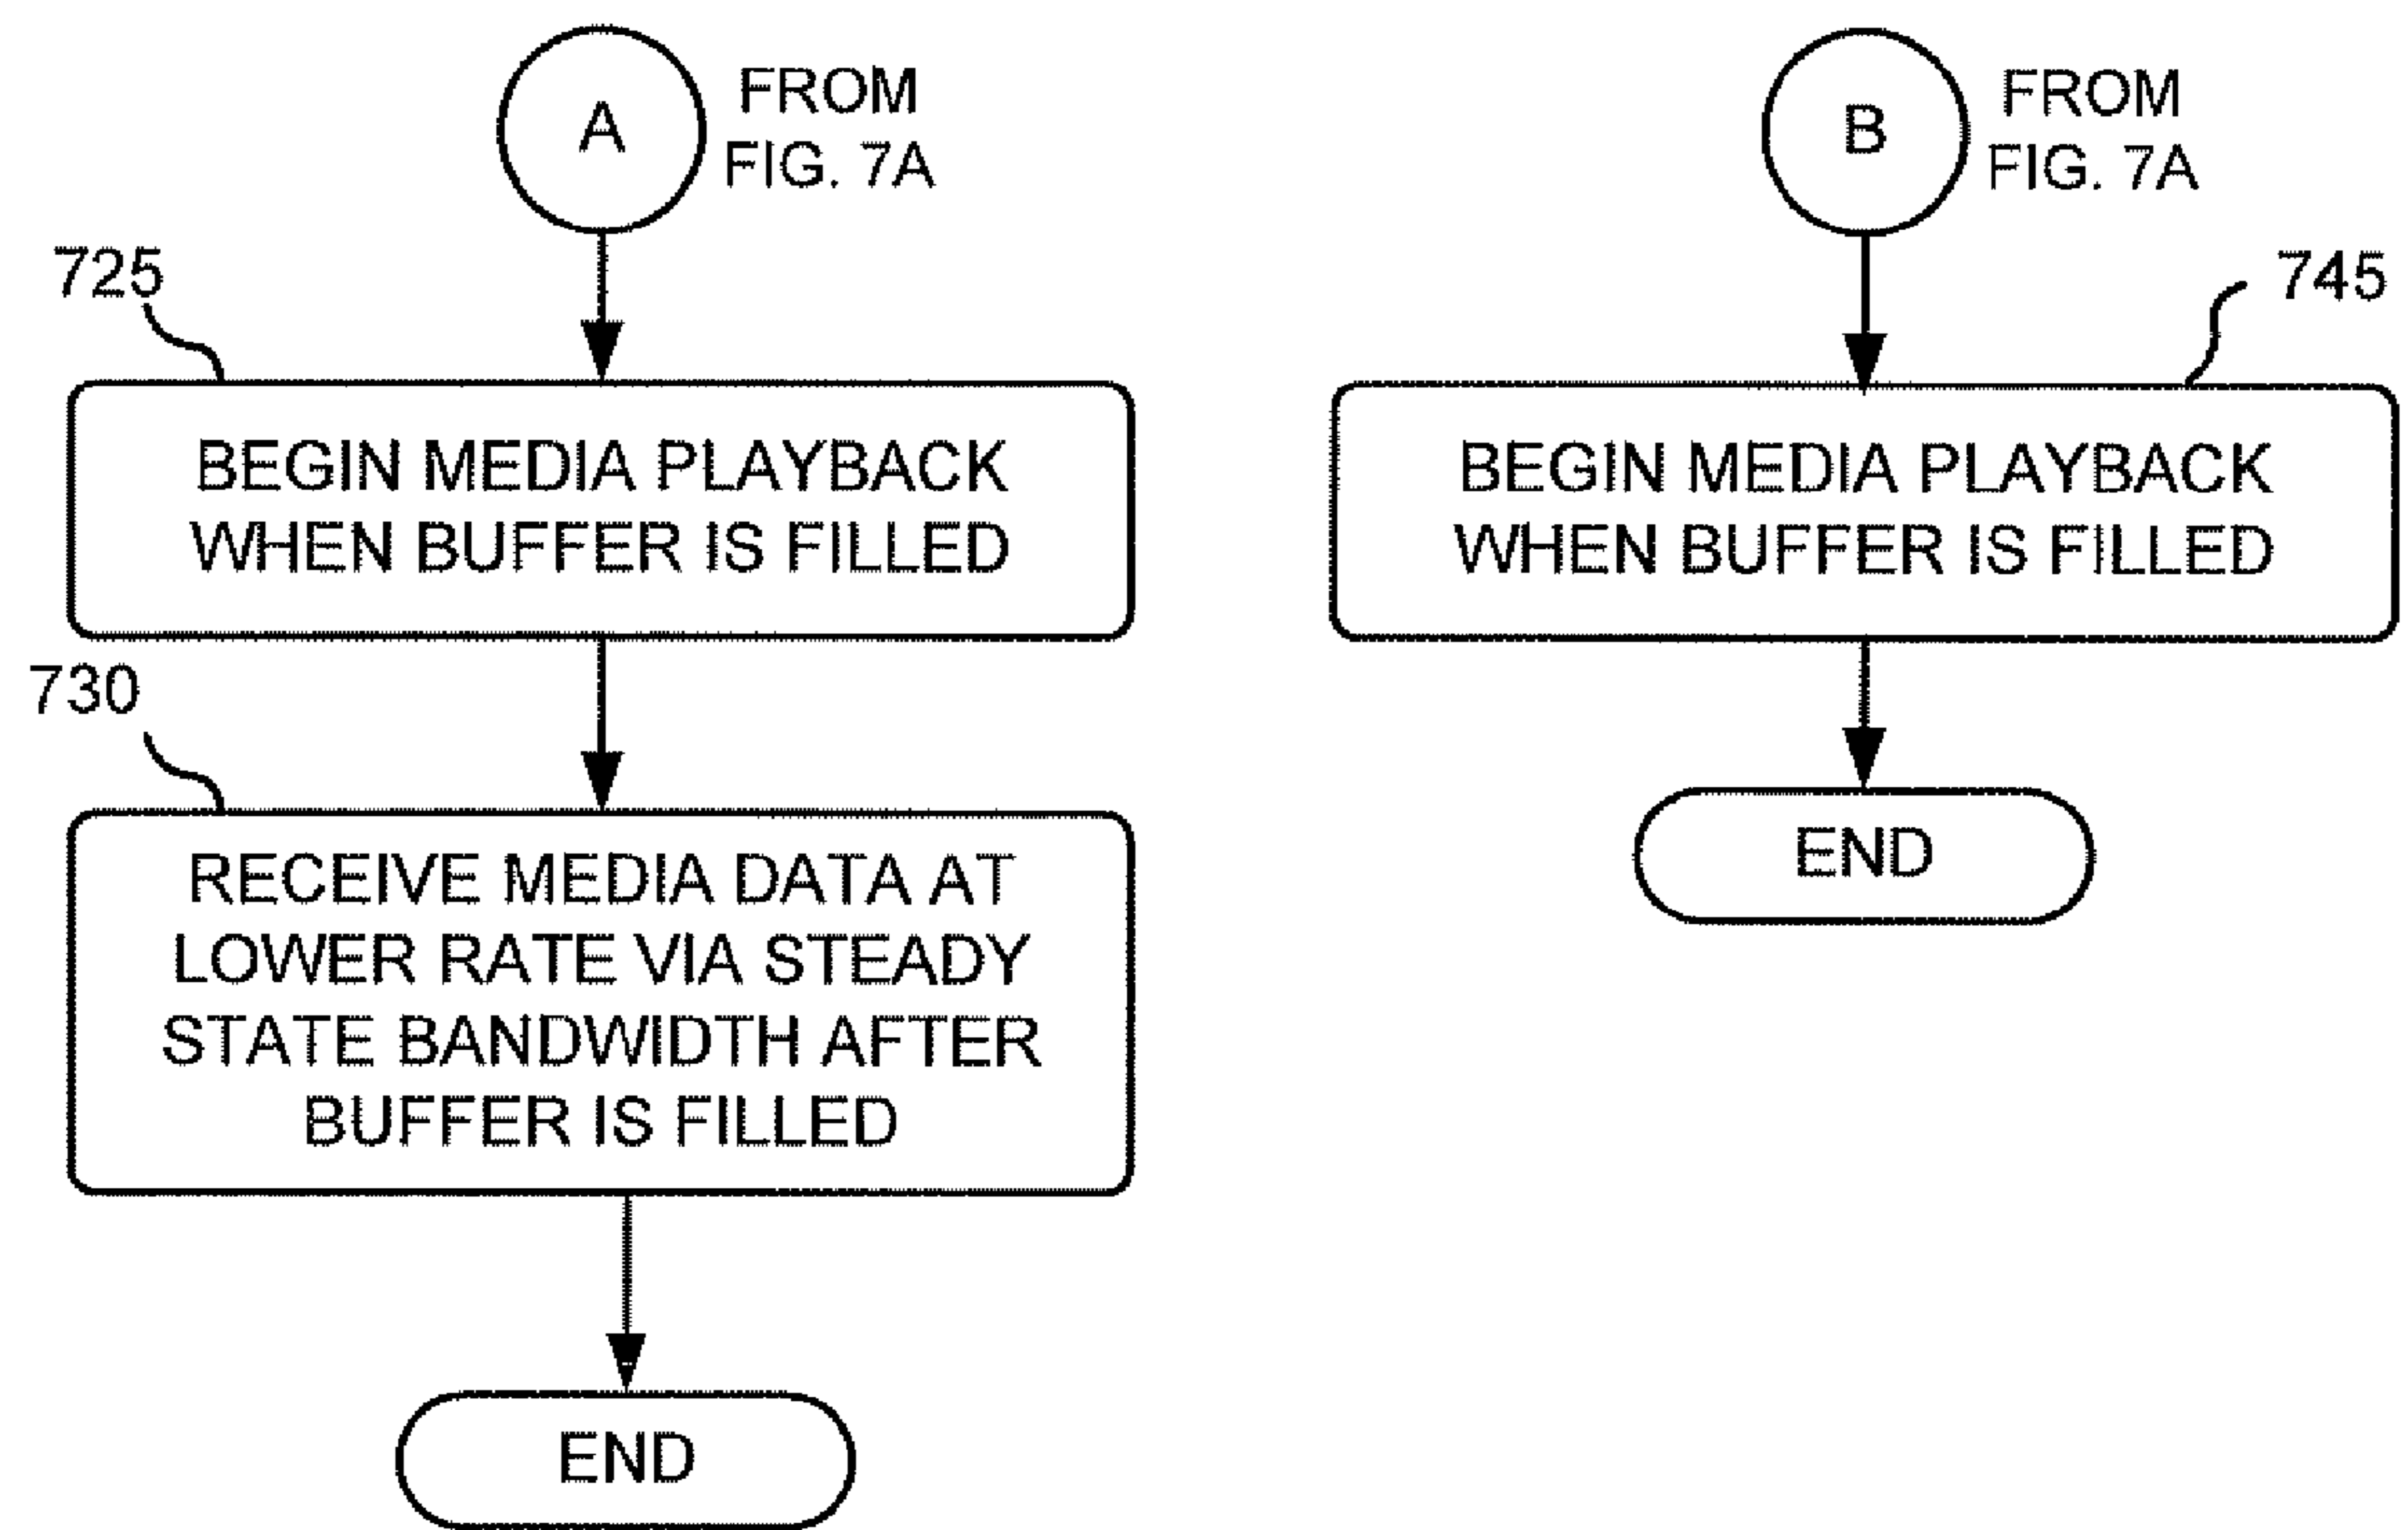 A
FROM
FIG. 7A
725
BEGIN MEDIA PLAYBACK
WHEN BUFFER IS FILLED
730
RECEIVE MEDIA DATA AT
LOWER RATE VIA STEADY
STATE BANDWIDTH AFTER
BUFFER IS FILLED
END
B
FROM
FIG. 7A
745
BEGIN MEDIA PLAYBACK
WHEN BUFFER IS FILLED
END